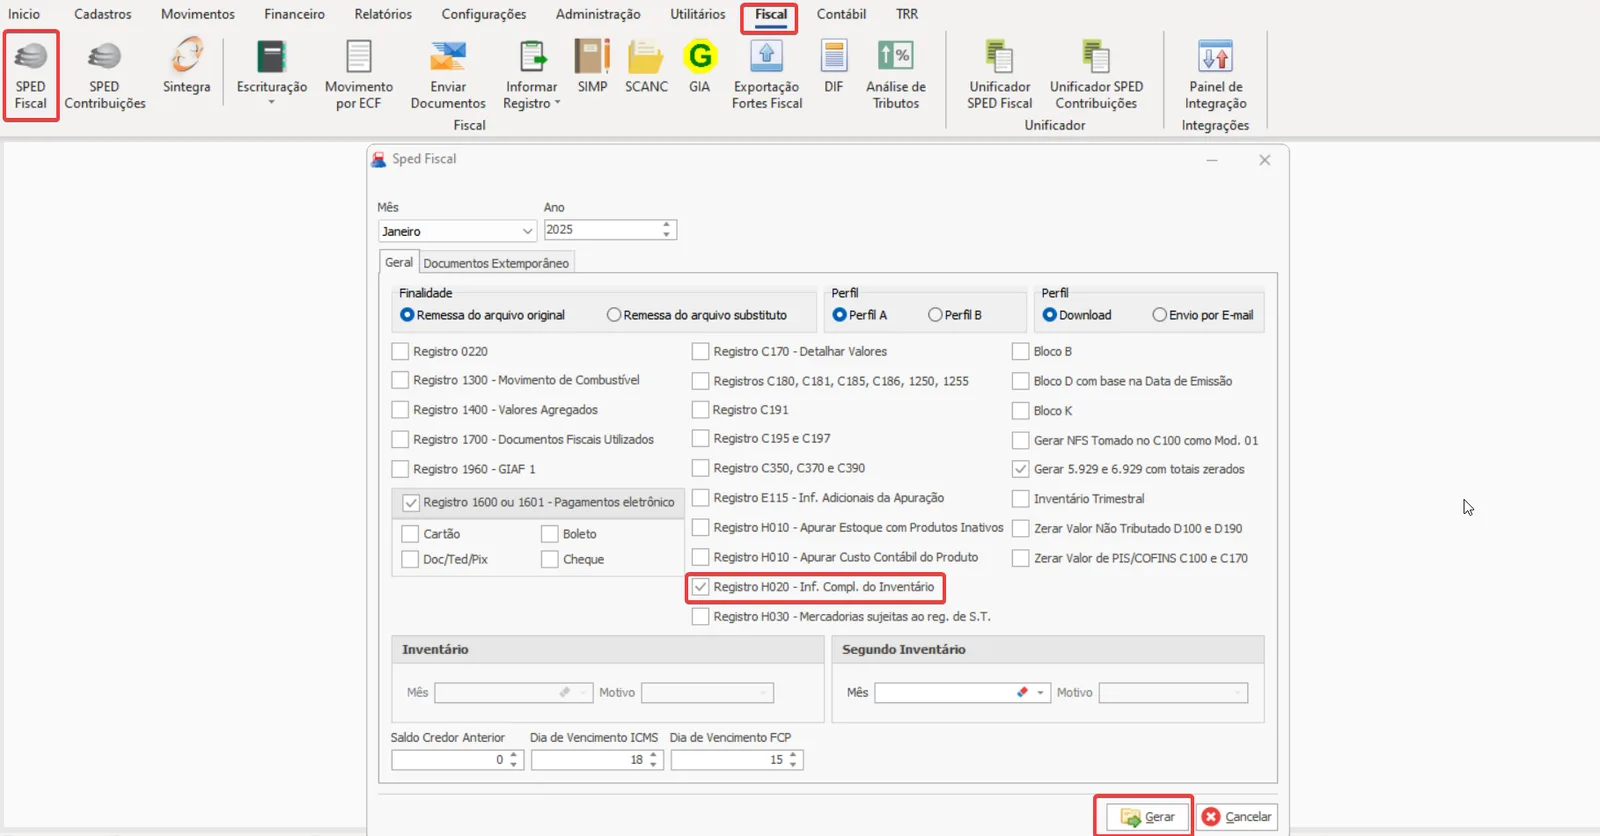 Inicio Cadastros Movimentos Financeiro Relatórios Configurações Administração Utilitários Fiscal Contábil TRR
SPED Fiscal
SPED Contribuições
Sintegra
Escrituração
Movimento por ECF
Enviar Documentos
Informar Registro
SIMP
SCANC
G
GIA
Exportação Fortes Fiscal
DIF
%
Análise de Tributos
Unificador SPED Fiscal
Unificador SPED Contribuições
Painel de Integração
Fiscal Unificador Integrações
Sped Fiscal
Mês Ano
Janeiro 2025
Geral Documentos Extemporâneo
Finalidade Perfil Perfil
Remessa do arquivo original Remessa do arquivo substituto Perfil A Perfil B Download Envio por E-mail
Registro 0220 Registro C170 - Detalhar Valores Bloco B
Registro 1300 - Movimento de Combustível Registros C180, C181, C185, C186, 1250, 1255 Bloco D com base na Data de Emissão
Registro 1400 - Valores Agregados Registro C191 Bloco K
Registro 1700 - Documentos Fiscais Utilizados Registro C195 e C197 Gerar NFS Tomado no C100 como Mod. 01
Registro 1960 - GIAF 1 Registro C350, C370 e C390 Gerar 5.929 e 6.929 com totais zerados
Registro 1600 ou 1601 - Pagamentos eletrônico Registro E115 - Inf. Adicionais da Apuração Inventário Trimestral
Cartão Boleto Registro H010 - Apurar Estoque com Produtos Inativos Zerar Valor Não Tributado D100 e D190
Doc/Ted/Pix Cheque Registro H010 - Apurar Custo Contábil do Produto Zerar Valor de PIS/COFINS C100 e C170
Registro H020 - Inf. Compl. do Inventário
Registro H030 - Mercadorias sujeitas ao reg. de S.T.
Inventário Segundo Inventário
Mês Motivo Mês Motivo
Saldo Credor Anterior Dia de Vencimento ICMS Dia de Vencimento FCP
0 18 15
Gerar Cancelar